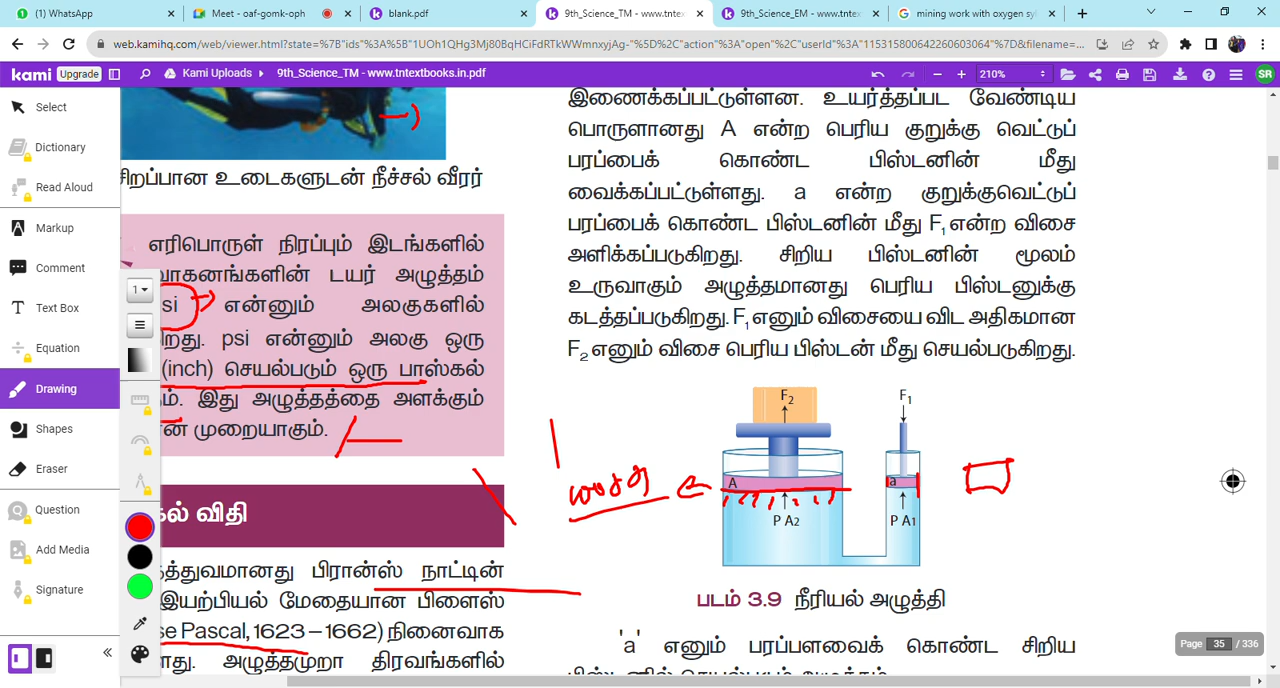 (1) WhatsApp
Meet - oaf-gomk-oph
blank.pdf
9th_Science_TM - www.tntex
9th_Science_EM - www.tntex
mining work with oxygen sy
web.kamihq.com/web/viewer.html?state=%7B"ids"%3A%5B"1UOh1QHg3Mj80BqHCiFdRTkWWmnxyjAg-"%5D%2C"action"%3A"open"%2C"userId"%3A"115315800642260603064"%7D&filename=...
kami
Upgrade
Kami Uploads
9th_Science_TM - www.tntextbooks.in.pdf
210%
SR
Select
Dictionary
Read Aloud
Markup
Comment
Text Box
Equation
Drawing
Shapes
Eraser
Question
Add Media
Signature
1
சிறப்பான உடைகளுடன் நீச்சல் வீரர்
எரிபொருள் நிரப்பும் இடங்களில்
வாகனங்களின் டயர் அழுத்தம்
si என்னும் அலகுகளில்
கிறது. psi என்னும் அலகு ஒரு
(inch) செயல்படும் ஒரு பாஸ்கல்
கும். இது அழுத்தத்தை அளக்கும்
ன முறையாகும்.
கல் விதி
த்துவமானது பிரான்ஸ் நாட்டின்
இயற்பியல் மேதையான பிளைஸ்
se Pascal, 1623 – 1662) நினைவாக
ளது. அழுத்தமுறா திரவங்களில்
இணைக்கப்பட்டுள்ளன. உயர்த்தப்பட வேண்டிய
பொருளானது A என்ற பெரிய குறுக்கு வெட்டுப்
பரப்பைக் கொண்ட பிஸ்டனின் மீது
வைக்கப்பட்டுள்ளது. a என்ற குறுக்குவெட்டுப்
பரப்பைக் கொண்ட பிஸ்டனின் மீது F₁ என்ற விசை
அளிக்கப்படுகிறது. சிறிய பிஸ்டனின் மூலம்
உருவாகும் அழுத்தமானது பெரிய பிஸ்டனுக்கு
கடத்தப்படுகிறது. F₁ எனும் விசையை விட அதிகமான
F₂ எனும் விசை பெரிய பிஸ்டன் மீது செயல்படுகிறது.
F₂
F₁
A
a
P A₂
P A₁
படம் 3.9 நீரியல் அழுத்தி
'a' எனும் பரப்பளவைக் கொண்ட சிறிய
பிஸ்டனில் செயல்படும் அழுத்தம்
Page 35 / 336